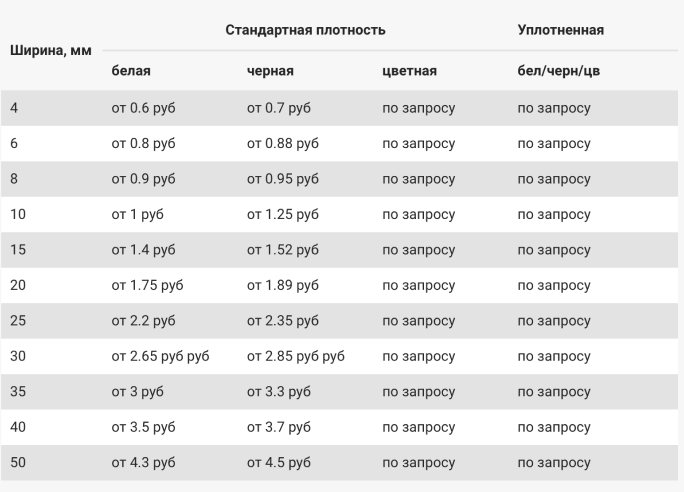 Стандартная плотность Уплотненная
Ширина, мм
белая черная цветная бел/черн/цв
4 от 0.6 руб от 0.7 руб по запросу по запросу
6 от 0.8 руб от 0.88 руб по запросу по запросу
8 от 0.9 руб от 0.95 руб по запросу по запросу
10 от 1 руб от 1.25 руб по запросу по запросу
15 от 1.4 руб от 1.52 руб по запросу по запросу
20 от 1.75 руб от 1.89 руб по запросу по запросу
25 от 2.2 руб от 2.35 руб по запросу по запросу
30 от 2.65 руб руб от 2.85 руб руб по запросу по запросу
35 от 3 руб от 3.3 руб по запросу по запросу
40 от 3.5 руб от 3.7 руб по запросу по запросу
50 от 4.3 руб от 4.5 руб по запросу по запросу